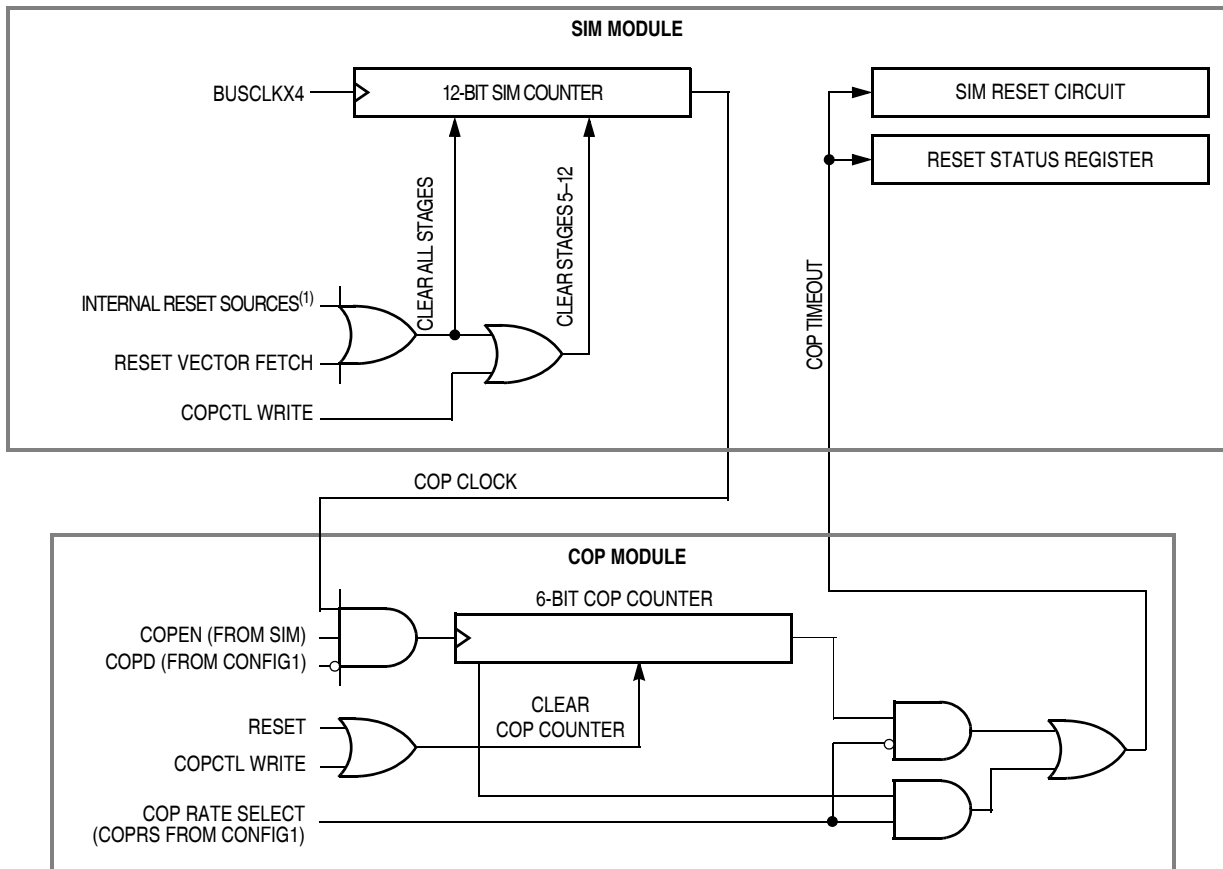 SIM MODULE
BUSCLKX4
12-BIT SIM COUNTER
SIM RESET CIRCUIT
RESET STATUS REGISTER
CLEAR ALL STAGES
CLEAR STAGES 5–12
COP TIMEOUT
INTERNAL RESET SOURCES(1)
RESET VECTOR FETCH
COPCTL WRITE
COP CLOCK
COP MODULE
6-BIT COP COUNTER
COPEN (FROM SIM)
COPD (FROM CONFIG1)
CLEAR
COP COUNTER
RESET
COPCTL WRITE
COP RATE SELECT
(COPRS FROM CONFIG1)